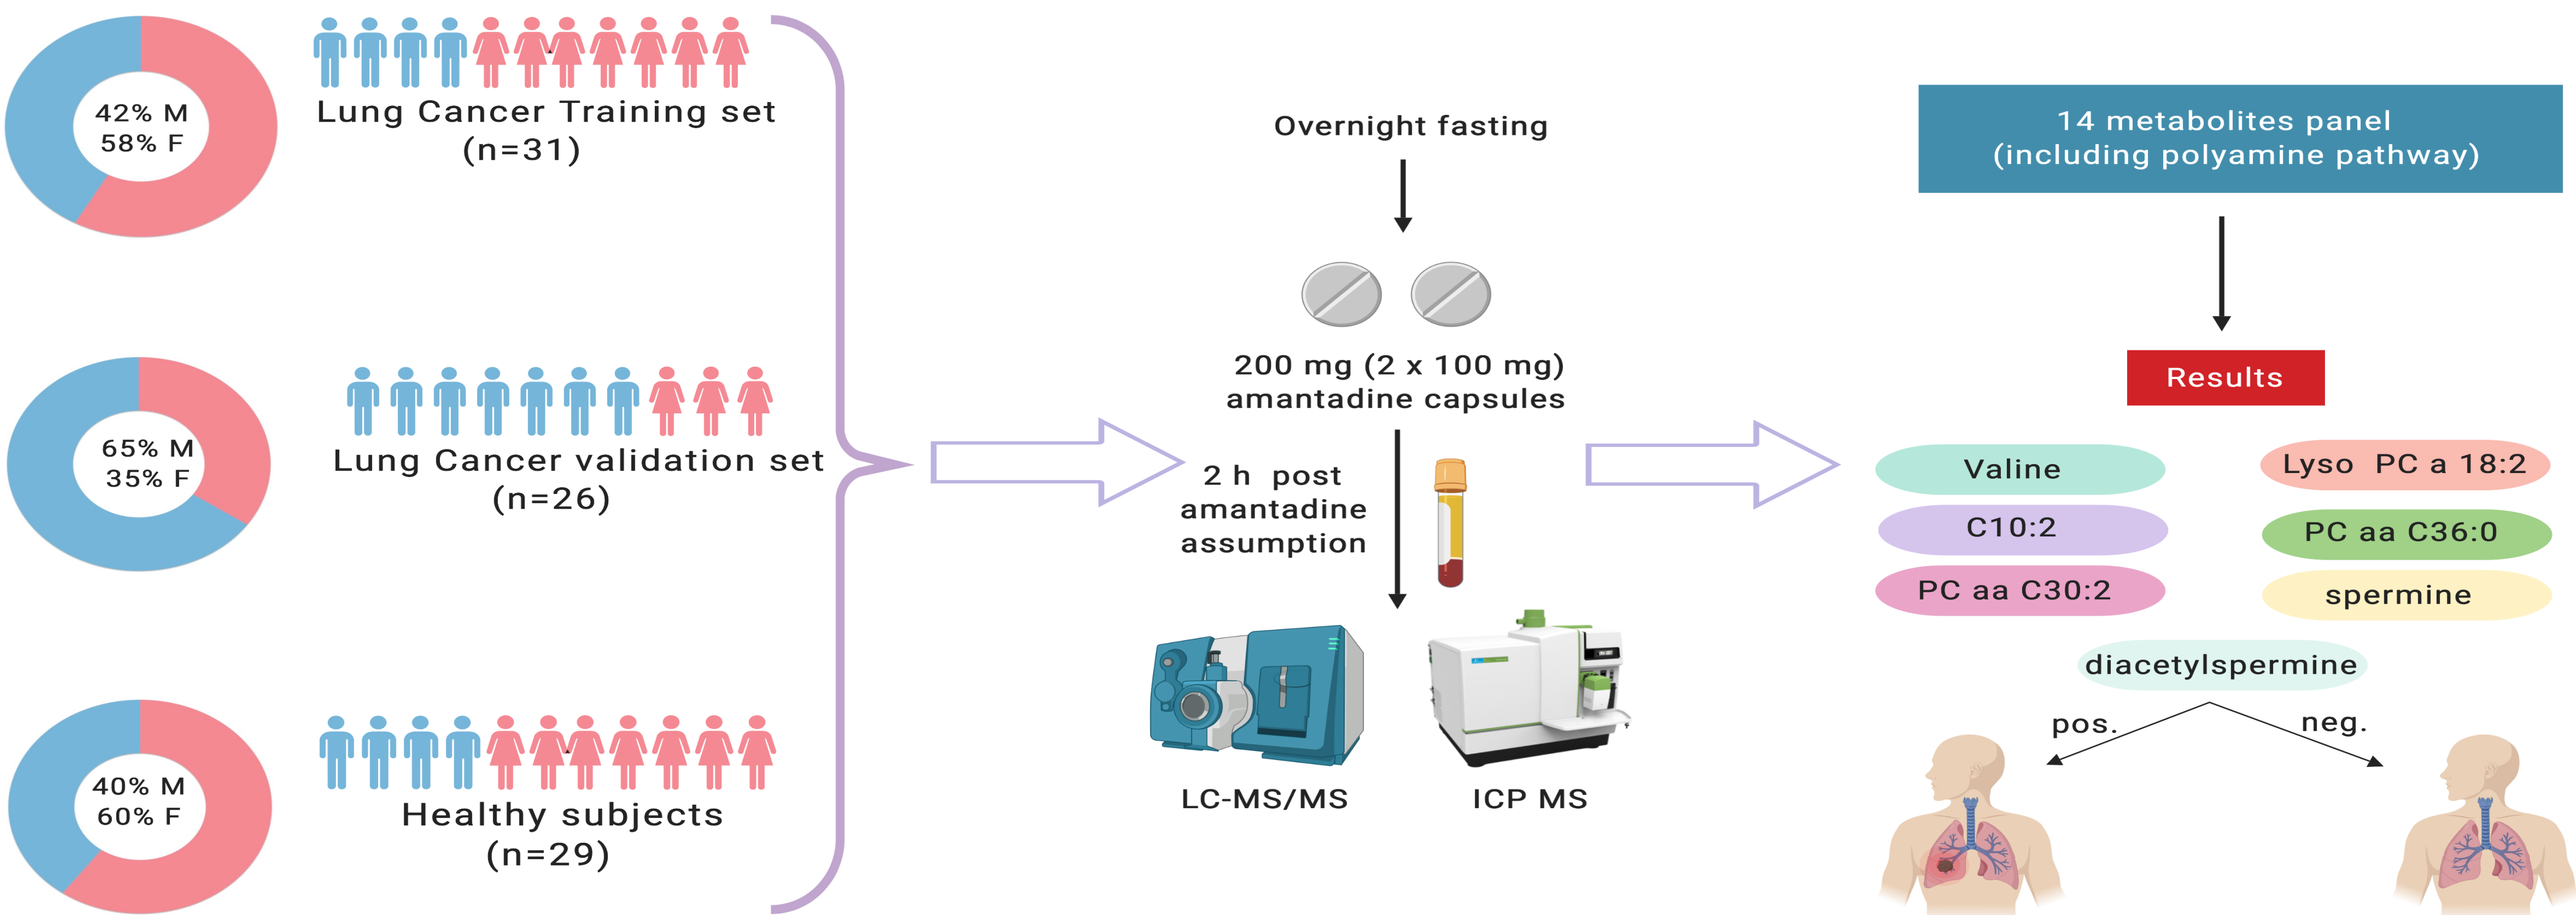 42% M
58% F
Lung Cancer Training set
(n=31)
65% M
35% F
Lung Cancer validation set
(n=26)
40% M
60% F
Healthy subjects
(n=29)
Overnight fasting
200 mg (2 x 100 mg)
amantadine capsules
2 h post
amantadine
assumption
LC-MS/MS
ICP MS
14 metabolites panel
(including polyamine pathway)
Results
Valine
Lyso PC a 18:2
C10:2
PC aa C36:0
PC aa C30:2
spermine
diacetylspermine
pos.
neg.